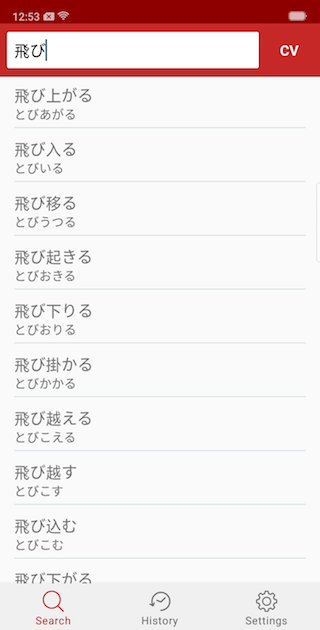 12:53
飛び
CV
飛び上がる
とびあがる
飛び入る
とびいる
飛び移る
とびうつる
飛び起きる
とびおきる
飛び下りる
とびおりる
飛び掛かる
とびかかる
飛び越える
とびこえる
飛び越す
とびこす
飛び込む
とびこむ
飛び下がる
Search
History
Settings